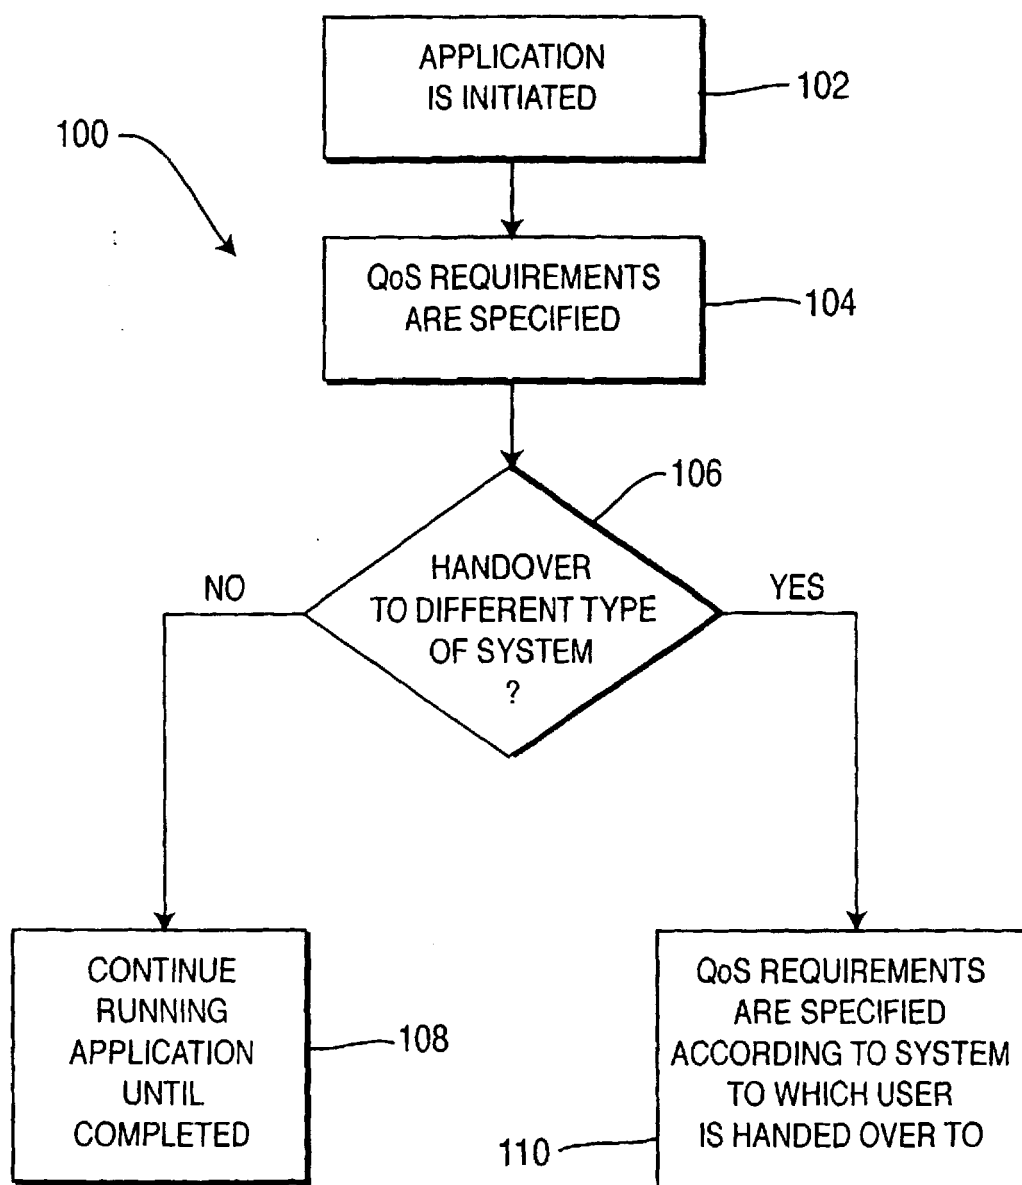 APPLICATION
IS INITIATED
102
100
QoS REQUIREMENTS
ARE SPECIFIED
104
106
HANDOVER
TO DIFFERENT TYPE
OF SYSTEM
?
NO
YES
CONTINUE
RUNNING
APPLICATION
UNTIL
COMPLETED
108
QoS REQUIREMENTS
ARE SPECIFIED
ACCORDING TO SYSTEM
TO WHICH USER
IS HANDED OVER TO
110